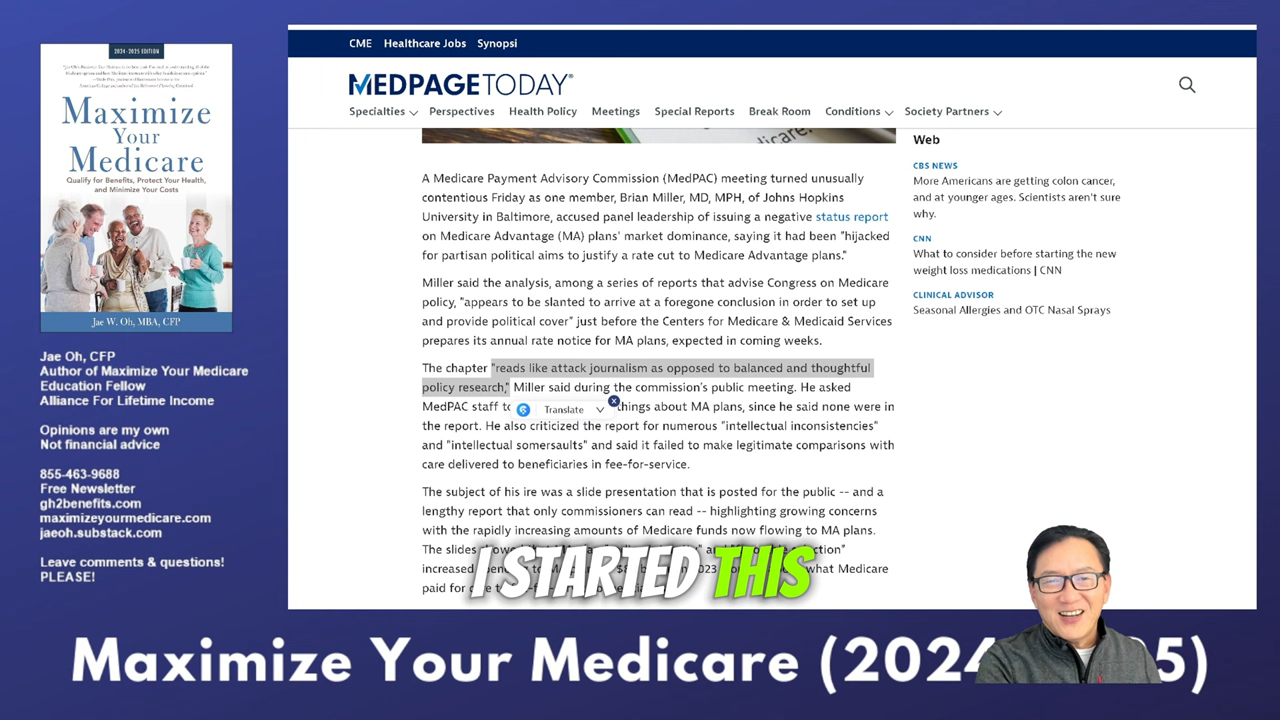 2024-2025 EDITION
Maximize
Your
Medicare
Qualify for Benefits, Protect Your Health,
and Minimize Your Costs
Jae W. Oh, MBA, CFP
Jae Oh, CFP
Author of Maximize Your Medicare
Education Fellow
Alliance For Lifetime Income
Opinions are my own
Not financial advice
855-463-9688
Free Newsletter
gh2benefits.com
maximizeyourmedicare.com
jaeoh.substack.com
Leave comments & questions!
PLEASE!
CME Healthcare Jobs Synopsi
MEDPAGE TODAY®
Specialties Perspectives Health Policy Meetings Special Reports Break Room Conditions Society Partners
dicare.
A Medicare Payment Advisory Commission (MedPAC) meeting turned unusually
contentious Friday as one member, Brian Miller, MD, MPH, of Johns Hopkins
University in Baltimore, accused panel leadership of issuing a negative status report
on Medicare Advantage (MA) plans' market dominance, saying it had been "hijacked
for partisan political aims to justify a rate cut to Medicare Advantage plans."
Miller said the analysis, among a series of reports that advise Congress on Medicare
policy, "appears to be slanted to arrive at a foregone conclusion in order to set up
and provide political cover" just before the Centers for Medicare & Medicaid Services
prepares its annual rate notice for MA plans, expected in coming weeks.
The chapter "reads like attack journalism as opposed to balanced and thoughtful
policy research," Miller said during the commission's public meeting. He asked
MedPAC staff to things about MA plans, since he said none were in
Translate
the report. He also criticized the report for numerous "intellectual inconsistencies"
and "intellectual somersaults" and said it failed to make legitimate comparisons with
care delivered to beneficiaries in fee-for-service.
The subject of his ire was a slide presentation that is posted for the public -- and a
lengthy report that only commissioners can read -- highlighting growing concerns
with the rapidly increasing amounts of Medicare funds now flowing to MA plans.
The slides
increased what Medicare
paid for
Web
CBS NEWS
More Americans are getting colon cancer,
and at younger ages. Scientists aren't sure
why.
CNN
What to consider before starting the new
weight loss medications | CNN
CLINICAL ADVISOR
Seasonal Allergies and OTC Nasal Sprays
I STARTED THIS
Maximize Your Medicare (2024 5)